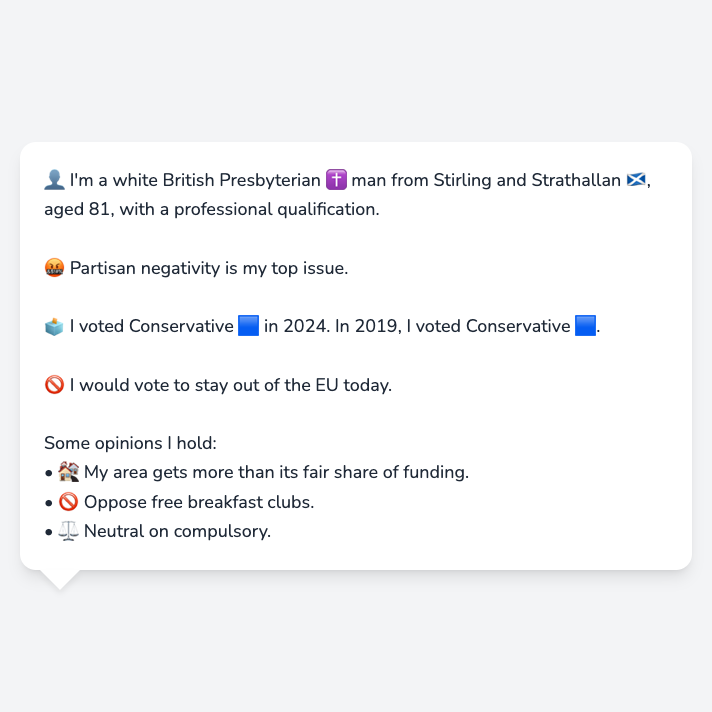 👤 I'm a white British Presbyterian ✝️ man from Stirling and Strathallan 🏴󠁧󠁢󠁳󠁣󠁴󠁿,
aged 81, with a professional qualification.
🤬 Partisan negativity is my top issue.
🗳️ I voted Conservative 🟦 in 2024. In 2019, I voted Conservative 🟦.
🚫 I would vote to stay out of the EU today.
Some opinions I hold:
• 🏘️ My area gets more than its fair share of funding.
• 🚫 Oppose free breakfast clubs.
• ⚖️ Neutral on compulsory.